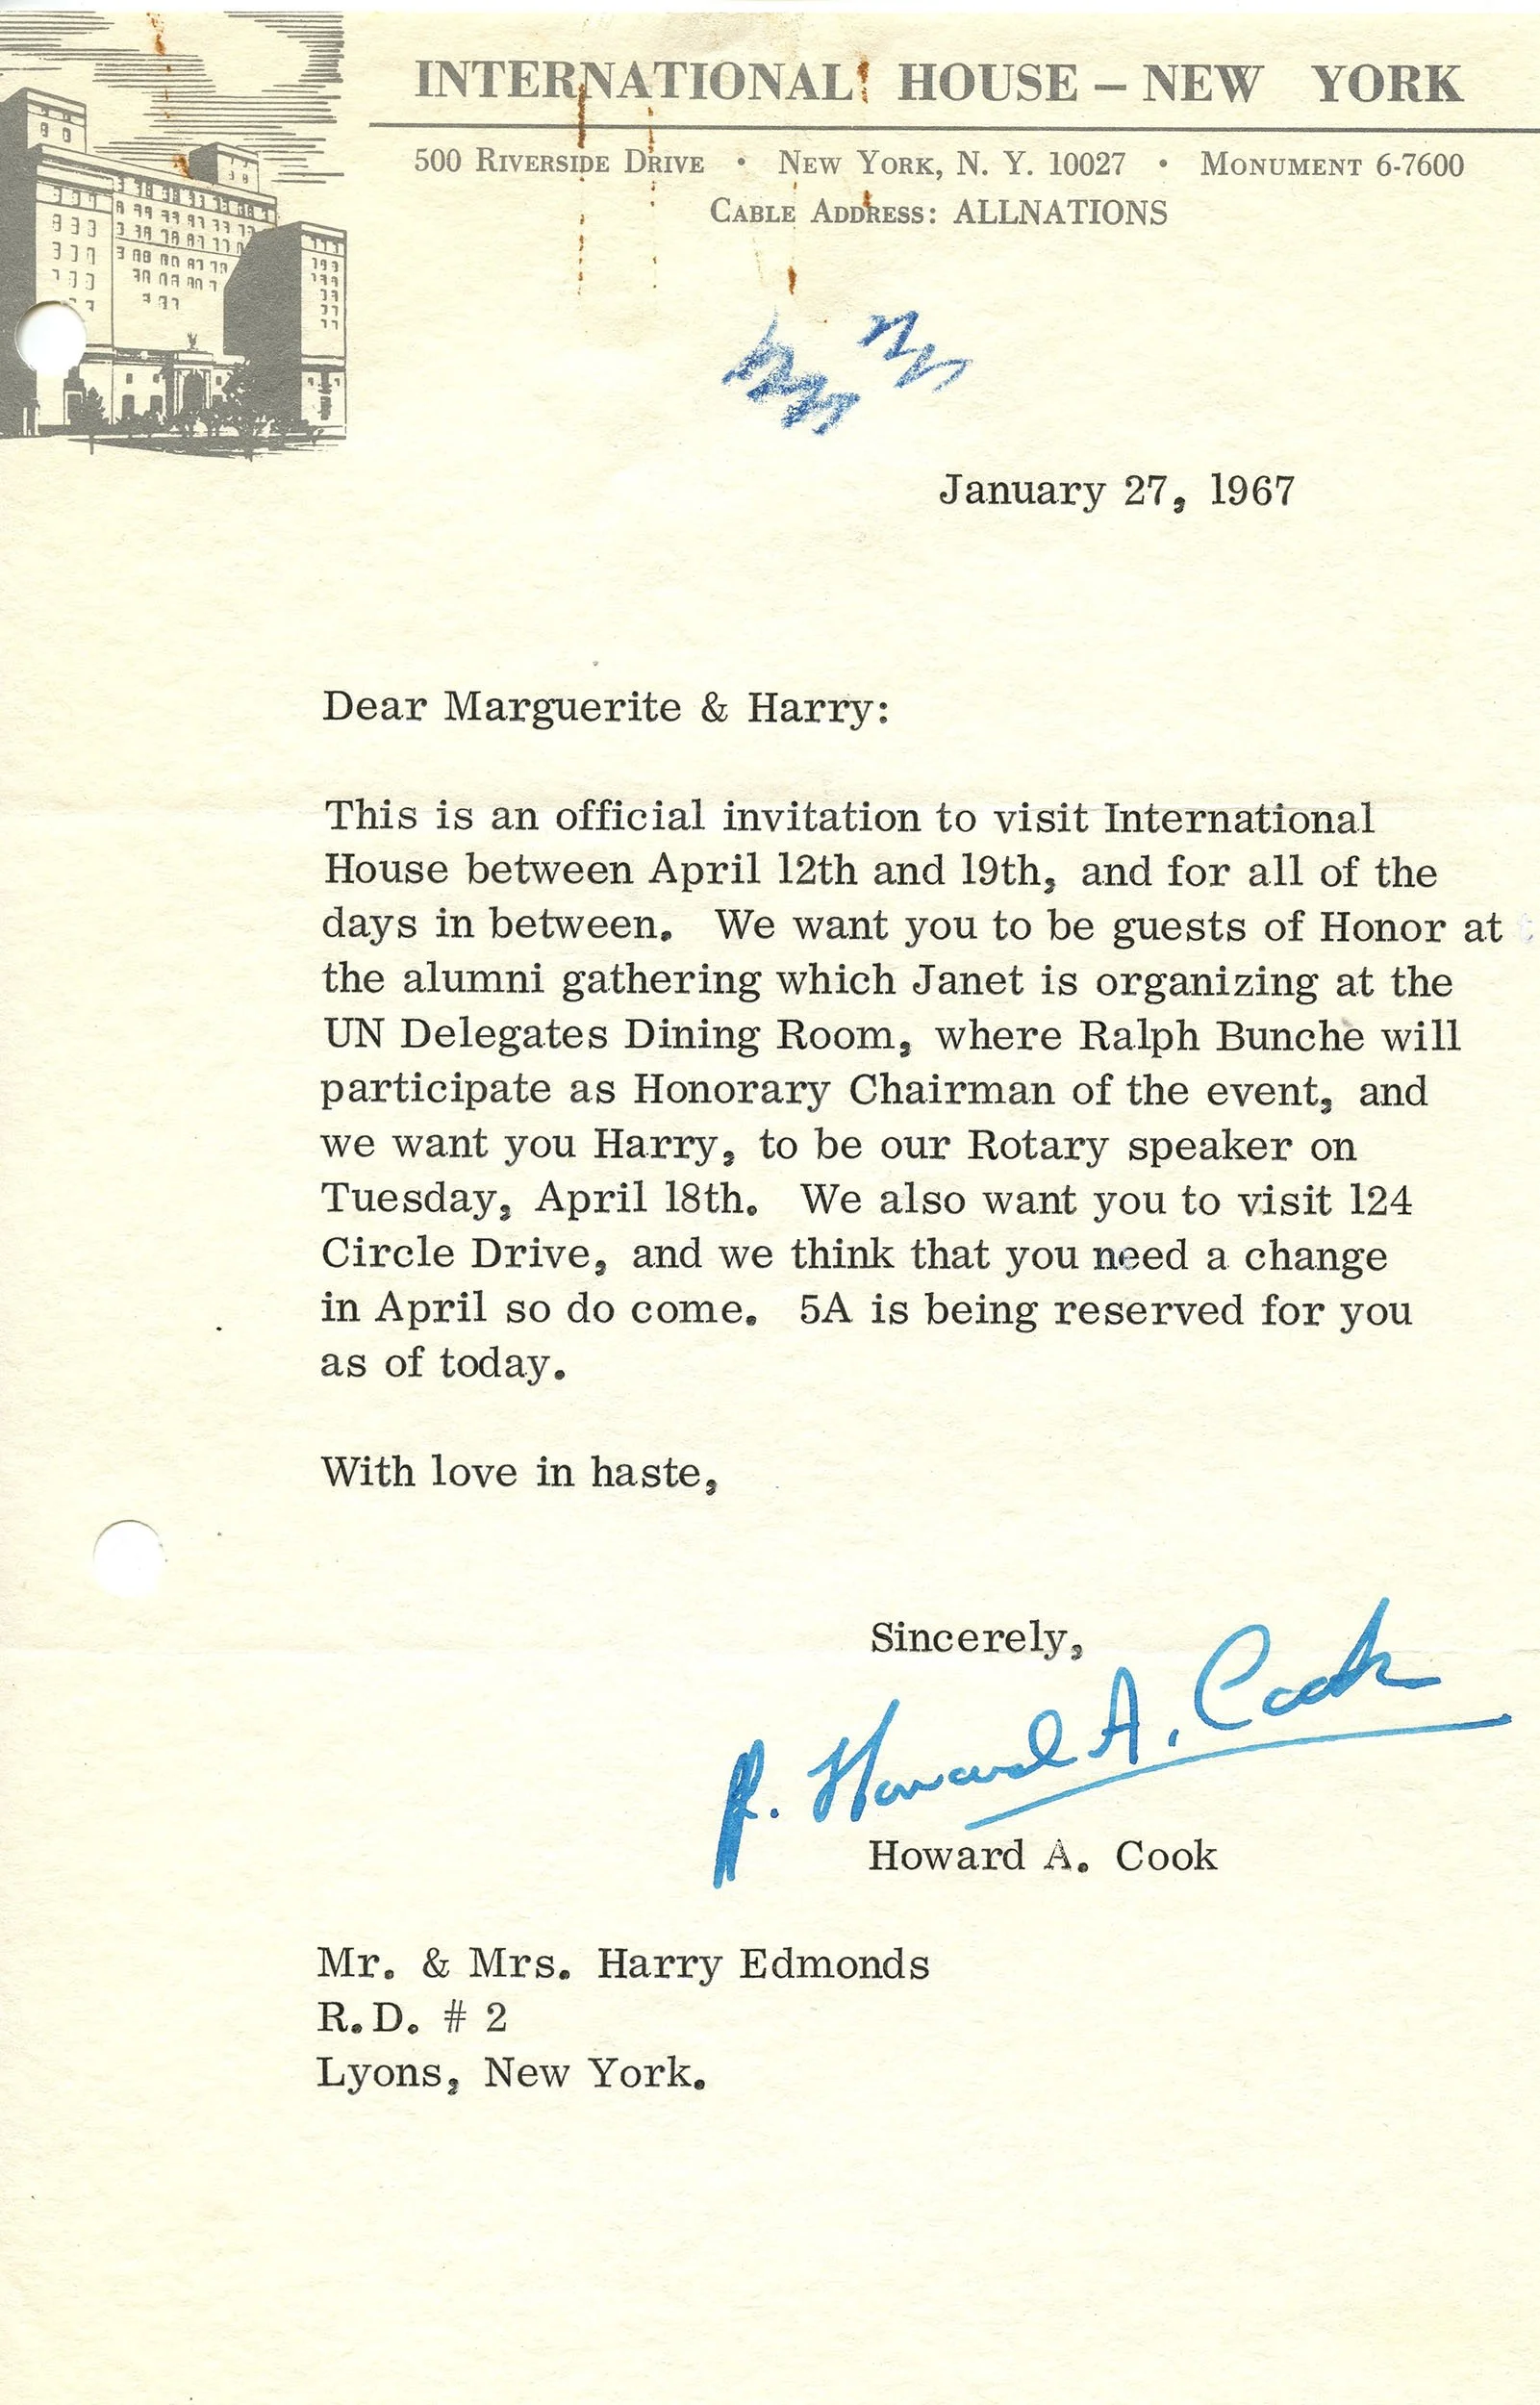 INTERNATIONAL HOUSE – NEW YORK
500 RIVERSIDE DRIVE • NEW YORK, N. Y. 10027 • MONUMENT 6-7600
CABLE ADDRESS: ALLNATIONS
January 27, 1967
Dear Marguerite & Harry:
This is an official invitation to visit International
House between April 12th and 19th, and for all of the
days in between. We want you to be guests of Honor at
the alumni gathering which Janet is organizing at the
UN Delegates Dining Room, where Ralph Bunche will
participate as Honorary Chairman of the event, and
we want you Harry, to be our Rotary speaker on
Tuesday, April 18th. We also want you to visit 124
Circle Drive, and we think that you need a change
in April so do come. 5A is being reserved for you
as of today.
With love in haste,
Sincerely,
Howard A. Cook
Howard A. Cook
Mr. & Mrs. Harry Edmonds
R.D. # 2
Lyons, New York.